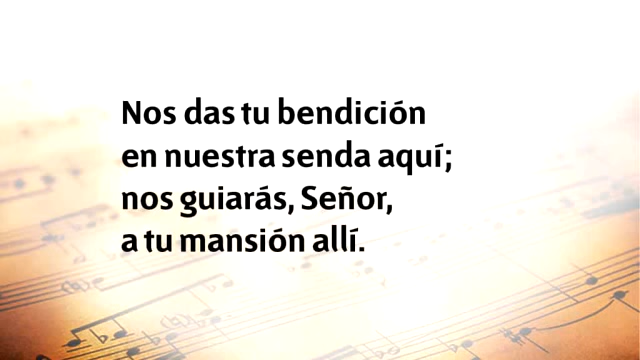 Nos das tu bendición
en nuestra senda aquí;
nos guiarás, Señor,
a tu mansión allí.